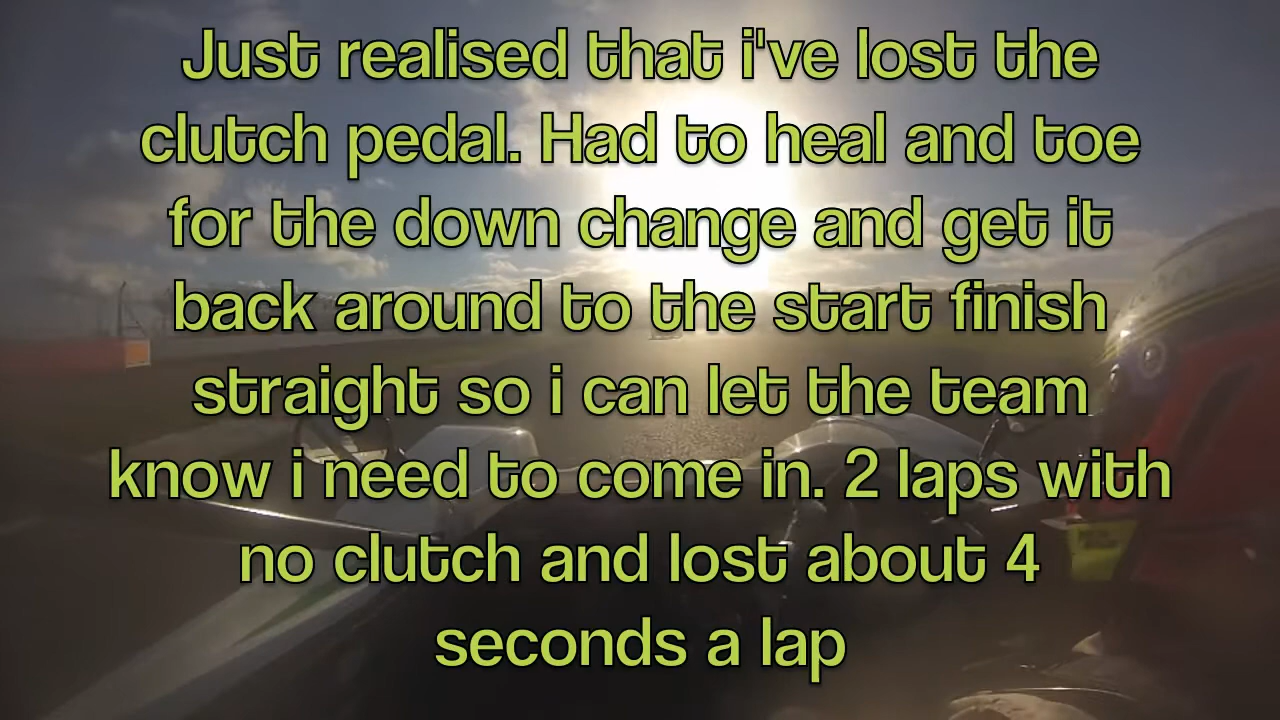 Just realised that i've lost the
clutch pedal. Had to heal and toe
for the down change and get it
back around to the start finish
straight so i can let the team
know i need to come in. 2 laps with
no clutch and lost about 4
seconds a lap